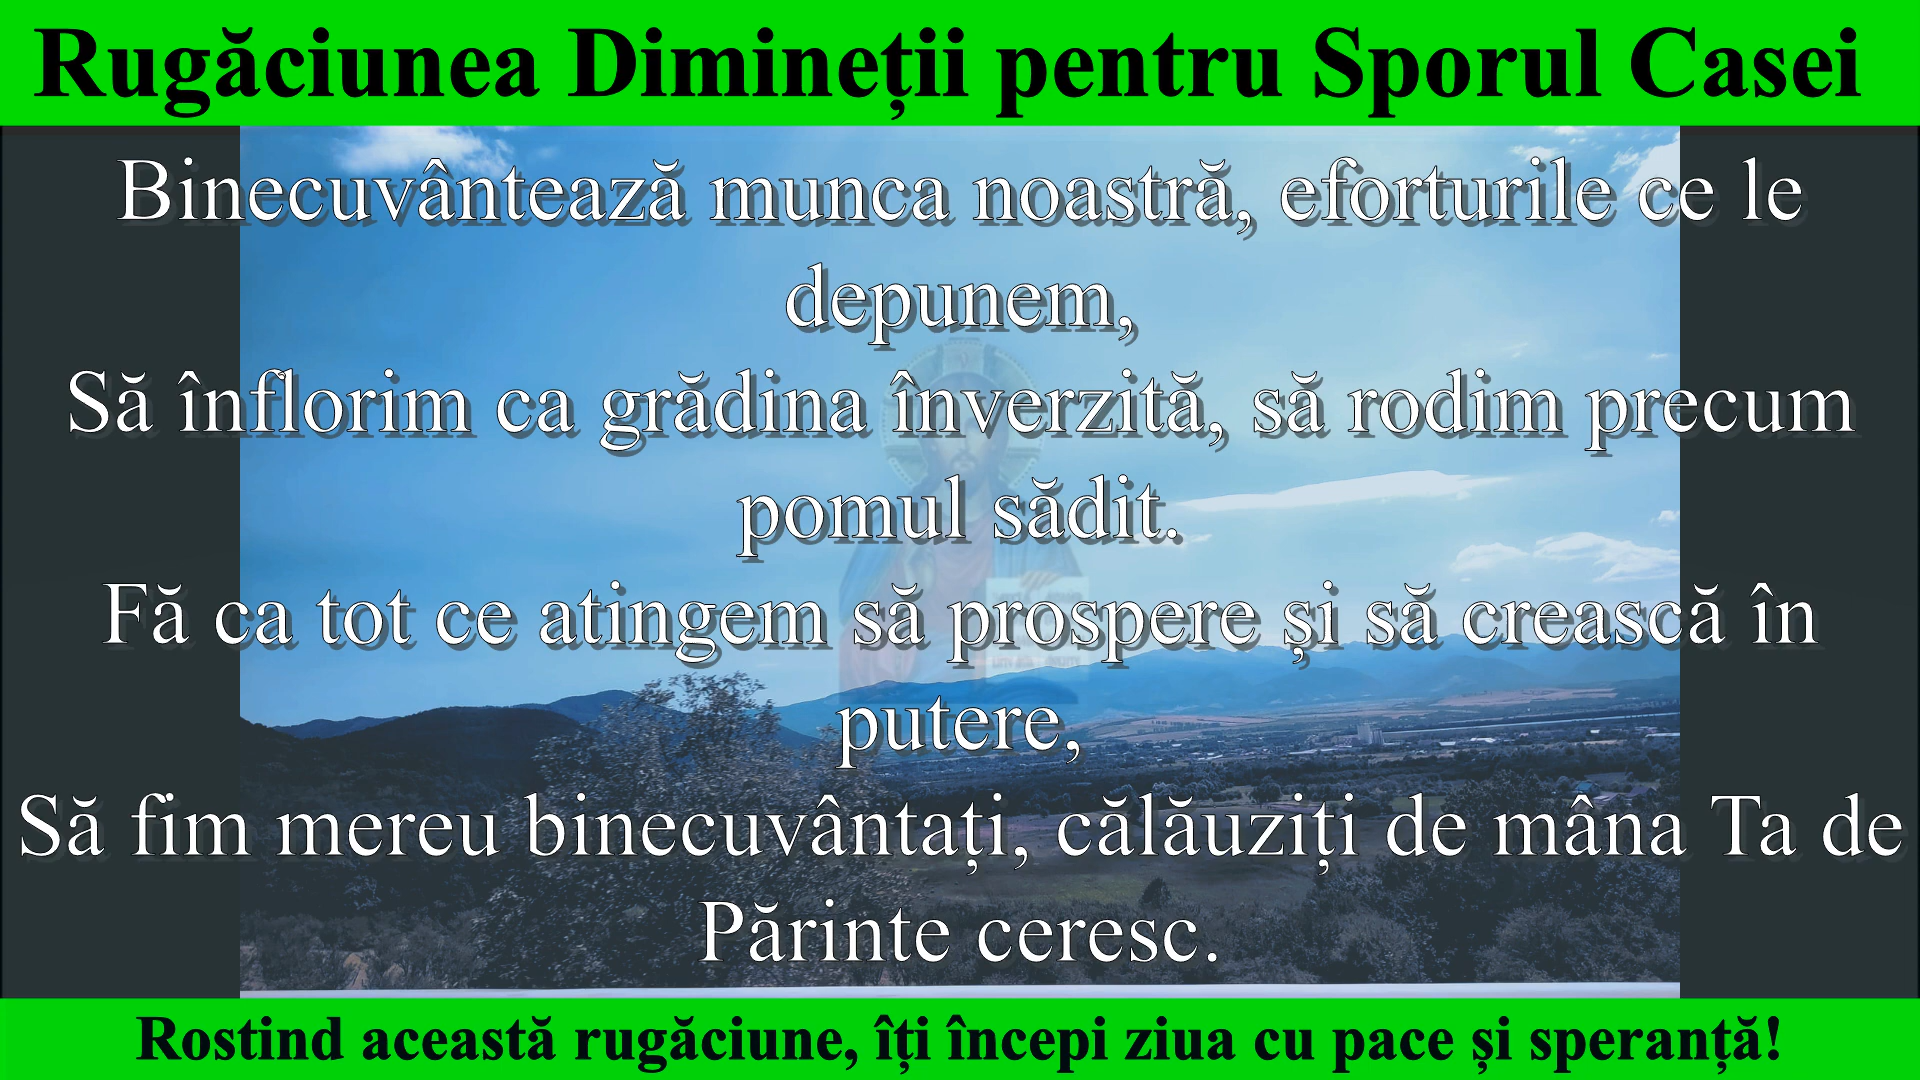 Rugăciunea Dimineții pentru Sporul Casei
Binecuvântează munca noastră, eforturile ce le
depunem,
Să înflorim ca grădina înverzită, să rodim precum
pomul sădit.
Fă ca tot ce atingem să prospere și să crească în
putere,
Să fim mereu binecuvântați, călăuziți de mâna Ta de
Părinte ceresc.
Rostind această rugăciune, îți începi ziua cu pace și speranță!